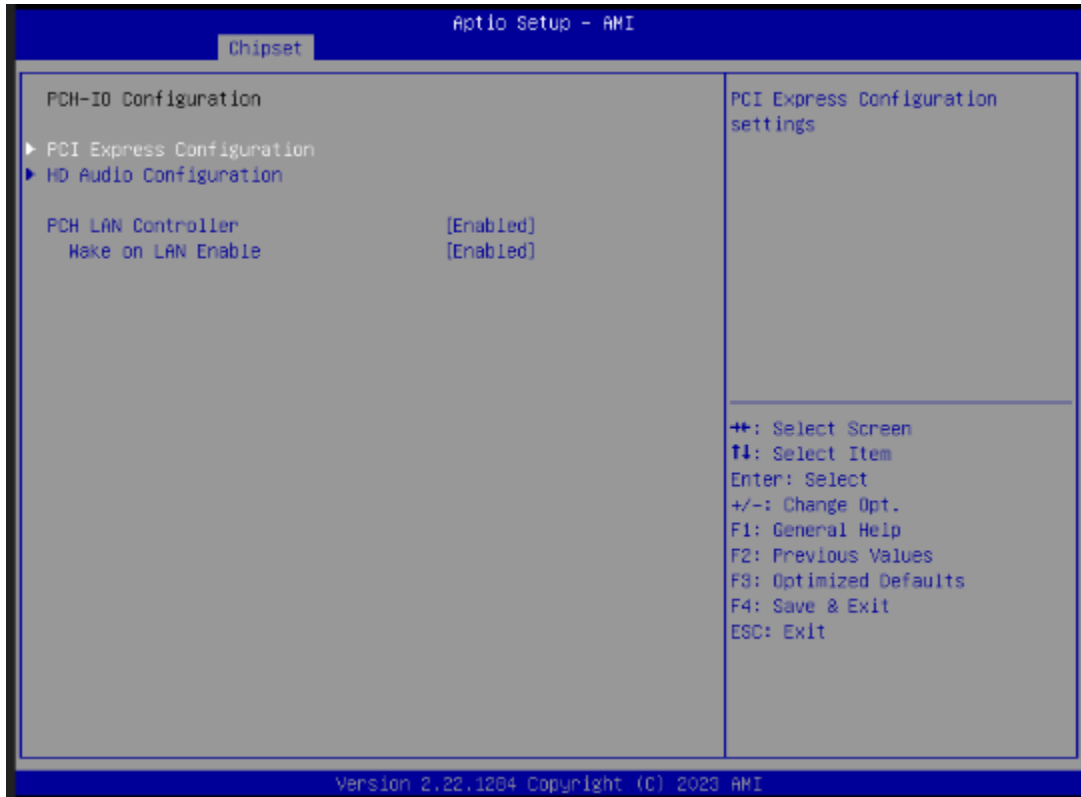 Aptio Setup - AMI
Chipset
PCH-IO Configuration
PCI Express Configuration
HD Audio Configuration
PCH LAN Controller [Enabled]
Wake on LAN Enable [Enabled]
PCI Express Configuration
settings
→←: Select Screen
↑↓: Select Item
Enter: Select
+/-: Change Opt.
F1: General Help
F2: Previous Values
F3: Optimized Defaults
F4: Save & Exit
ESC: Exit
Version 2.22.1284 Copyright (C) 2023 AMI